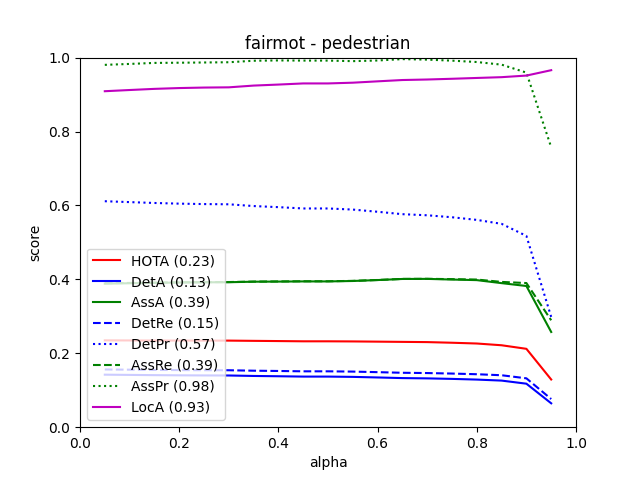 fairmot - pedestrian
1.0
0.8
0.6
0.4
0.2
0.0
score
HOTA (0.23)
DetA (0.13)
AssA (0.39)
DetRe (0.15)
DetPr (0.57)
AssRe (0.39)
AssPr (0.98)
LocA (0.93)
0.0 0.2 0.4 0.6 0.8 1.0
alpha